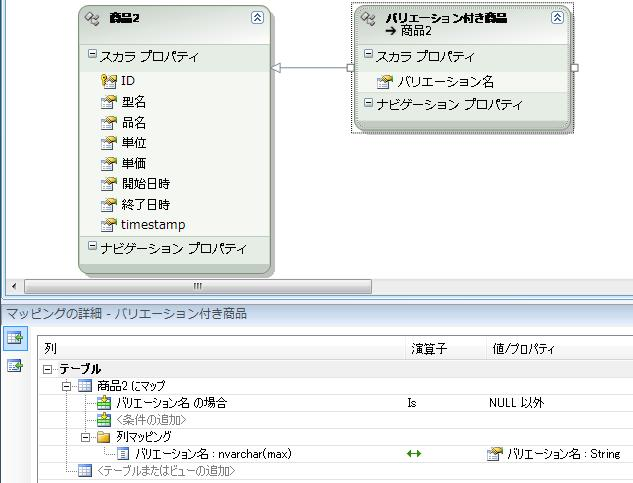 商品2
スカラ プロパティ
ID
型名
品名
単位
単価
開始日時
終了日時
timestamp
ナビゲーション プロパティ
バリエーション付き商品
→ 商品2
スカラ プロパティ
バリエーション名
ナビゲーション プロパティ
マッピングの詳細 - バリエーション付き商品
列 演算子 値/プロパティ
テーブル
商品2 にマップ
バリエーション名 の場合 Is NULL 以外
<条件の追加>
列マッピング
バリエーション名 : nvarchar(max) バリエーション名 : String
<テーブルまたはビューの追加>